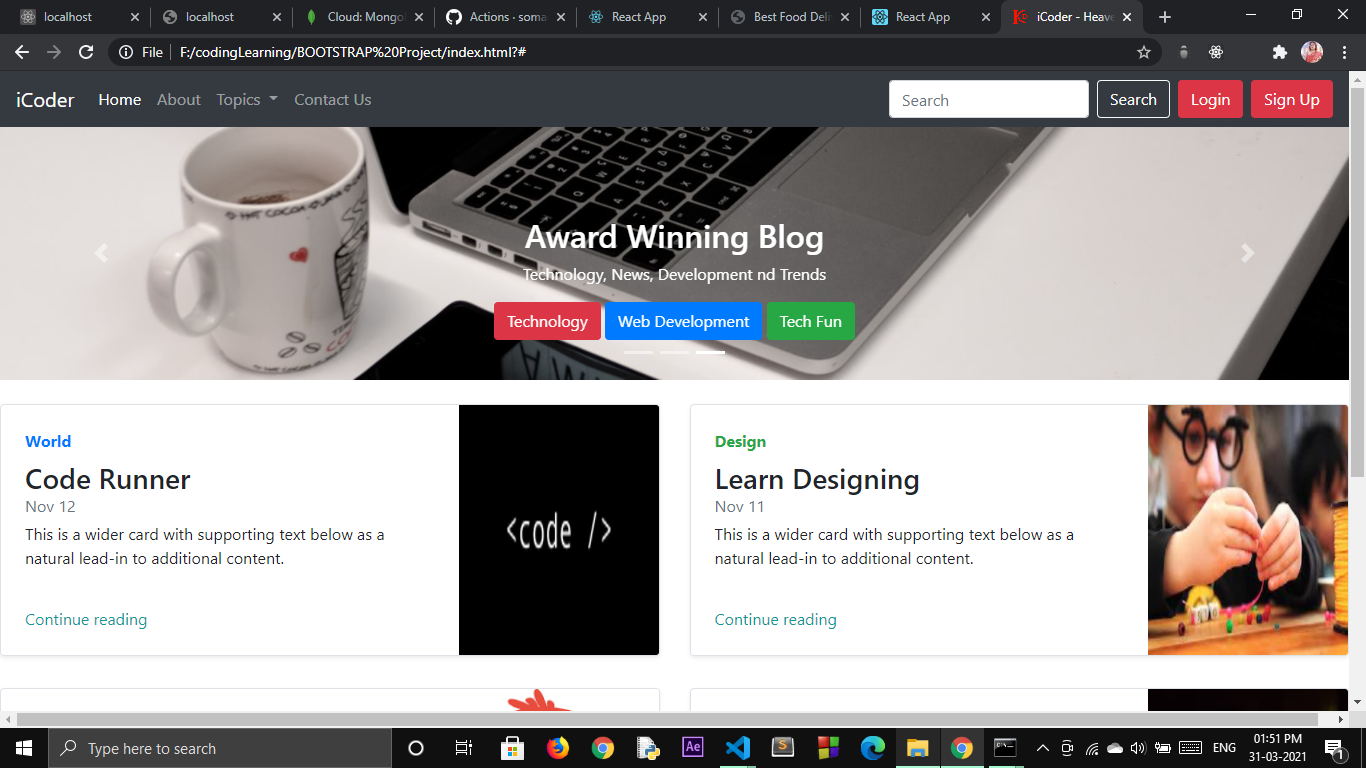 localhost
localhost
Cloud: Mongo
Actions · soma
React App
Best Food Deli
React App
iCoder - Heave
File
F:/codingLearning/BOOTSTRAP%20Project/index.html?#
iCoder Home About Topics Contact Us Search Search Login Sign Up
HOT COCOA
Award Winning Blog
Technology, News, Development nd Trends
Technology Web Development Tech Fun
World
Code Runner
Nov 12
This is a wider card with supporting text below as a
natural lead-in to additional content.
Continue reading
<code />
Design
Learn Designing
Nov 11
This is a wider card with supporting text below as a
natural lead-in to additional content.
Continue reading
Type here to search
Ae
S
ENG
01:51 PM
31-03-2021
1